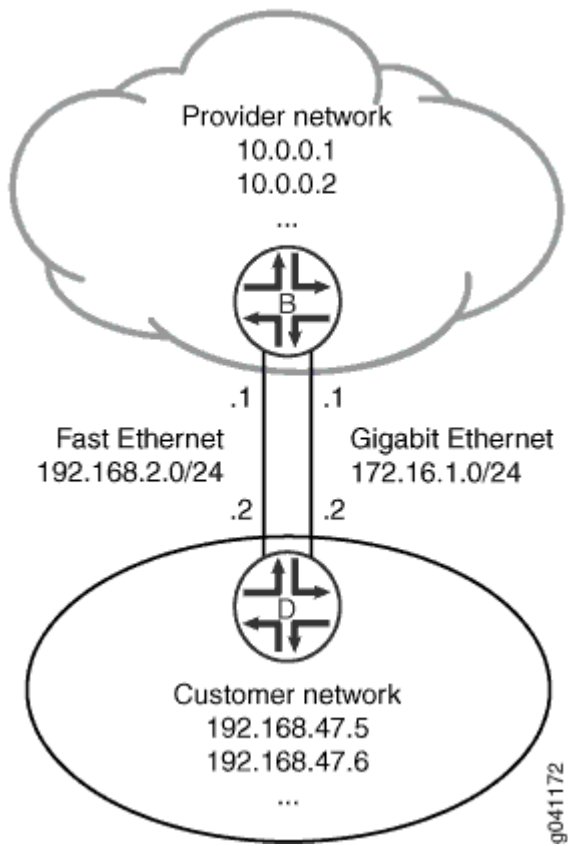 Provider network
10.0.0.1
10.0.0.2
...
B
.1 .1
Fast Ethernet
192.168.2.0/24
Gigabit Ethernet
172.16.1.0/24
.2 .2
D
Customer network
192.168.47.5
192.168.47.6
...
g041172